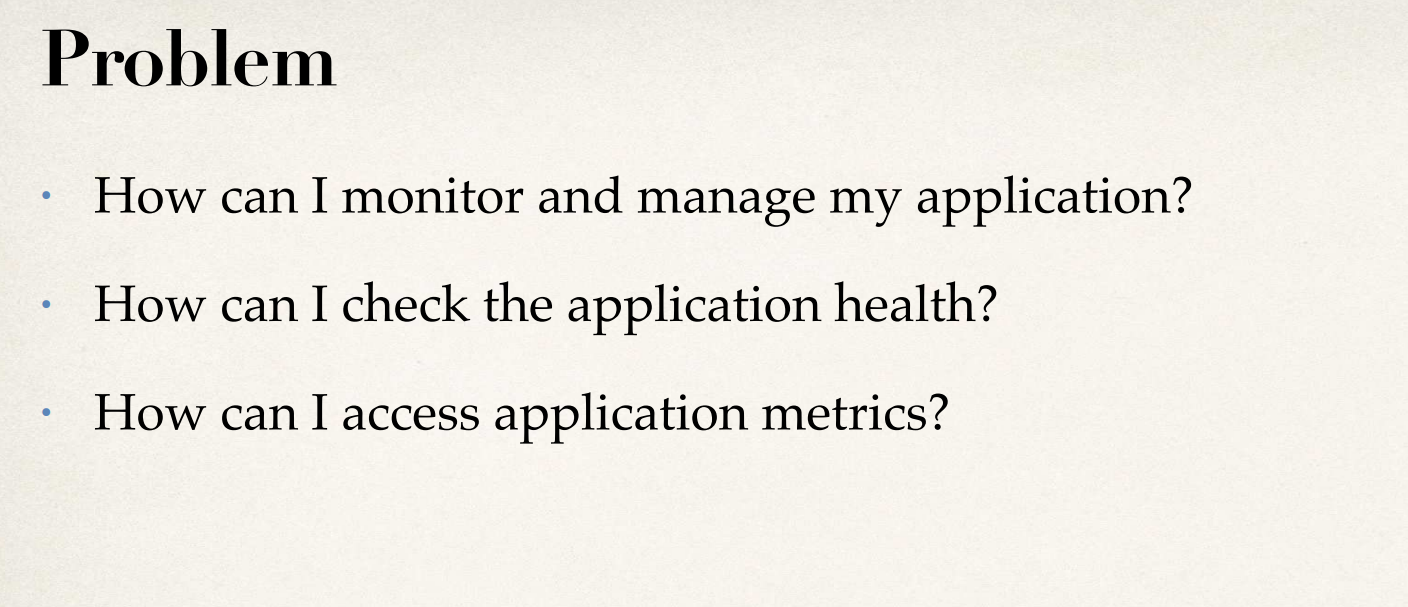 Problem
• How can I monitor and manage my application?
• How can I check the application health?
• How can I access application metrics?